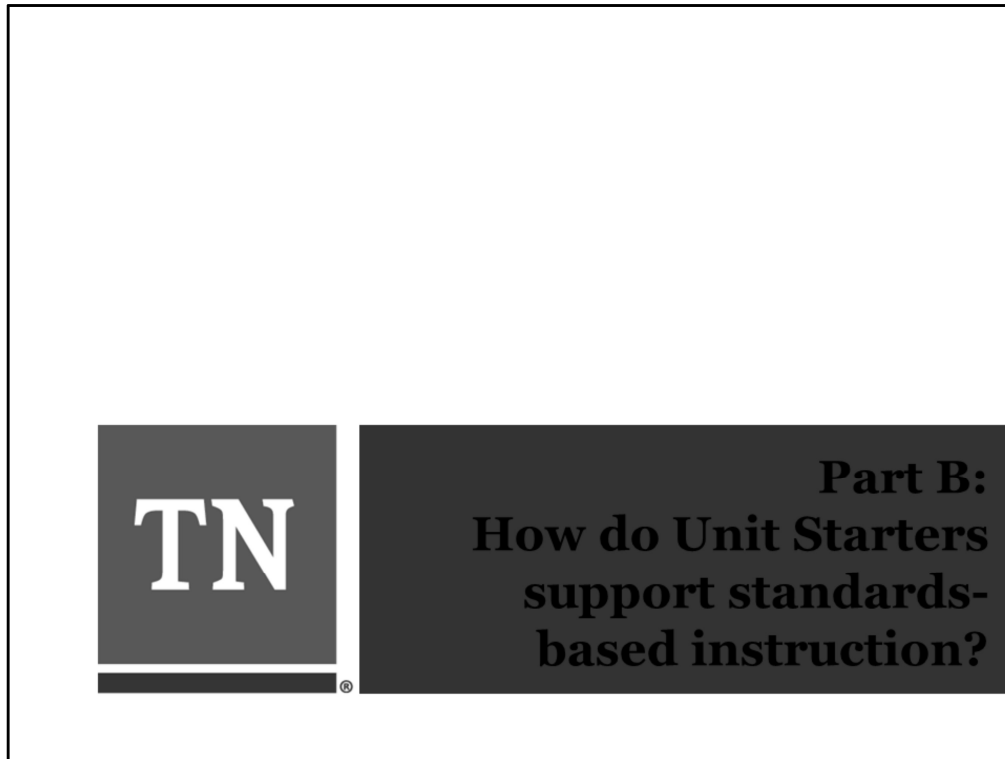 TN
®
Part B:
How do Unit Starters
support standards-
based instruction?